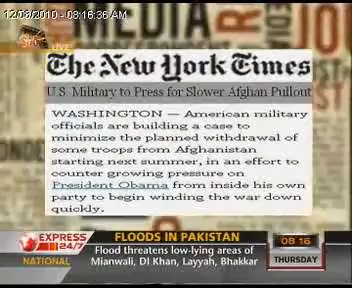 12/08/2010 - 08:16:36 AM
MEDIA
LIVE
The New York Times
U.S. Military to Press for Slower Afghan Pullout
WASHINGTON — American military
officials are building a case to
minimize the planned withdrawal of
some troops from Afghanistan
starting next summer, in an effort to
counter growing pressure on
President Obama from inside his own
party to begin winding the war down
quickly.
EXPRESS
24/7
NATIONAL
FLOODS IN PAKISTAN
Flood threatens low-lying areas of
Mianwali, DI Khan, Layyah, Bhakkar
08 16
THURSDAY